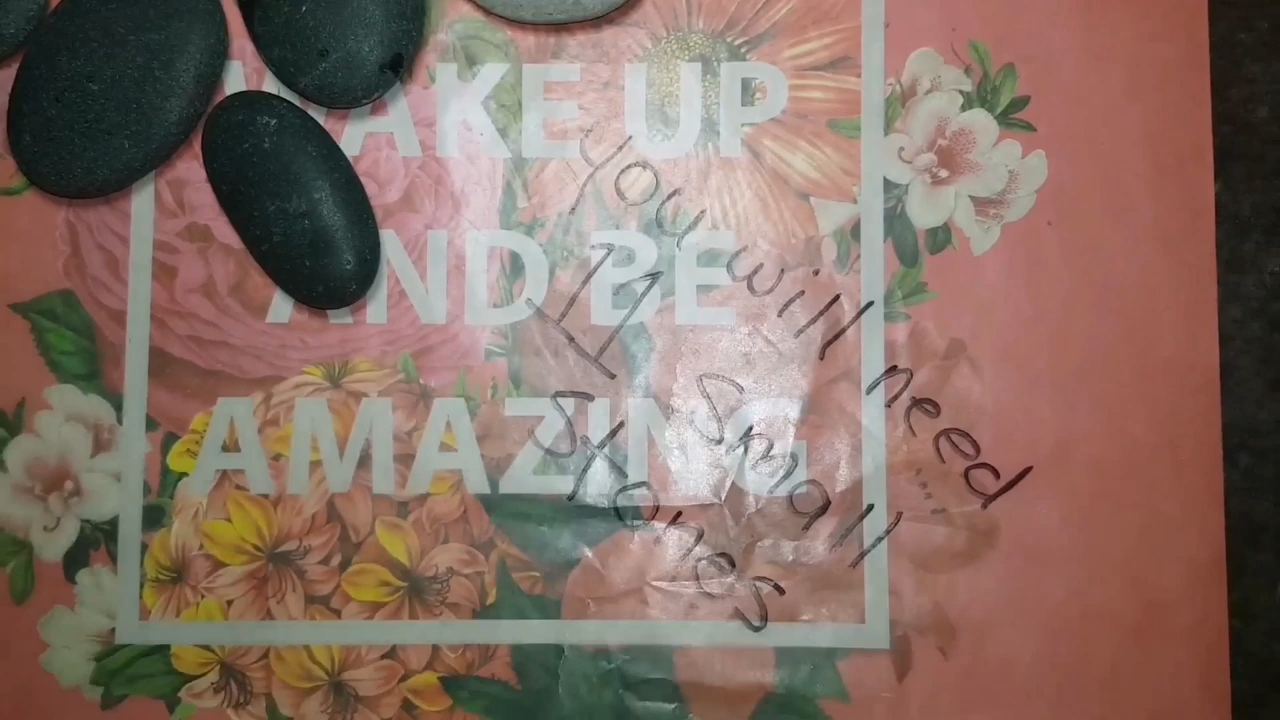 WAKE UP
AND BE
AMAZING
You will need
11 small
stones